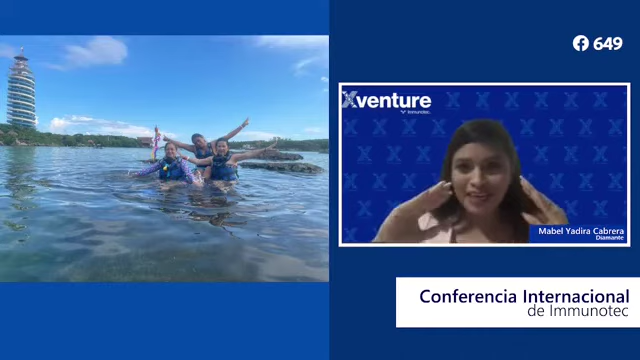 649
Xventure
Immunotec
Mabel Yadira Cabrera
Diamante
Conferencia Internacional
de Immunotec